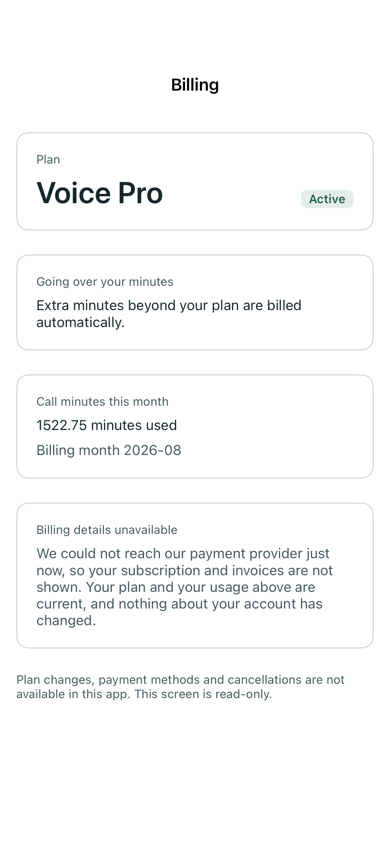 Billing
Plan
Voice Pro
Active
Going over your minutes
Extra minutes beyond your plan are billed
automatically.
Call minutes this month
1522.75 minutes used
Billing month 2026-08
Billing details unavailable
We could not reach our payment provider just
now, so your subscription and invoices are not
shown. Your plan and your usage above are
current, and nothing about your account has
changed.
Plan changes, payment methods and cancellations are not
available in this app. This screen is read-only.